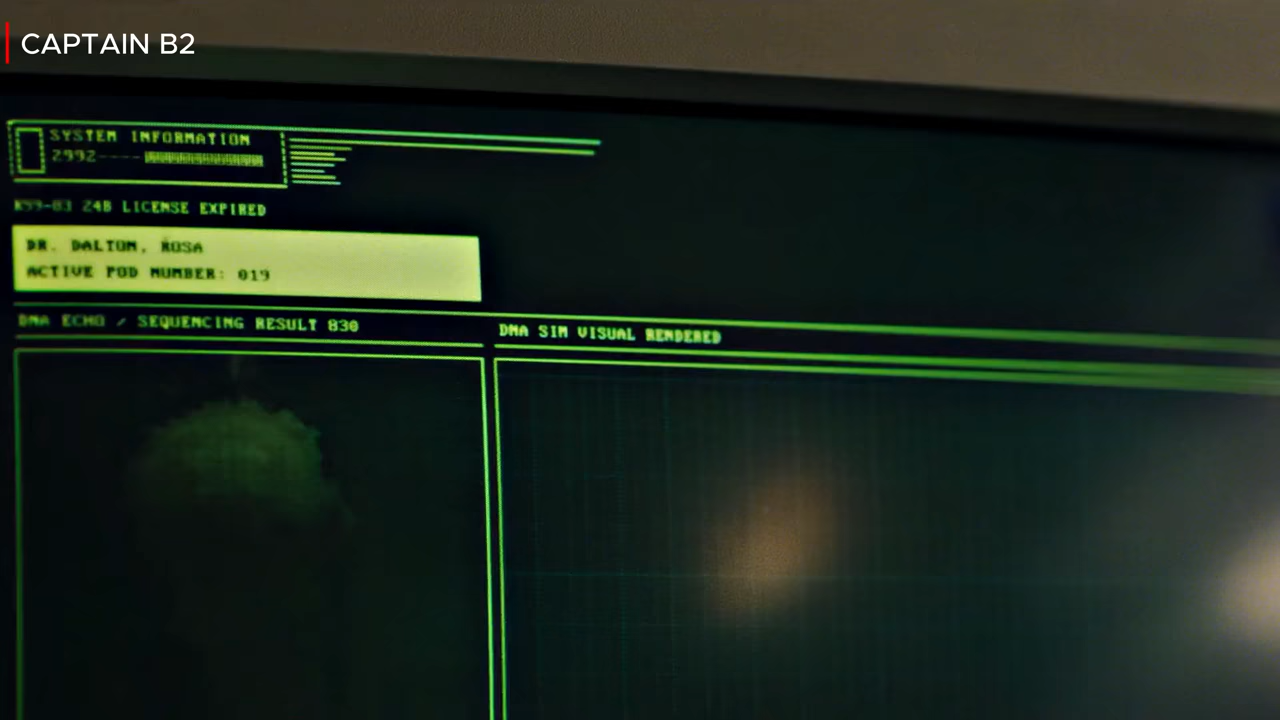 CAPTAIN B2
SYSTEM INFORMATION
2992----
24B LICENSE EXPIRED
DR. DALTON, ROSA
ACTIVE POD NUMBER: 019
DNA ECHO / SEQUENCING RESULT 830
DNA SIM VISUAL RENDERED